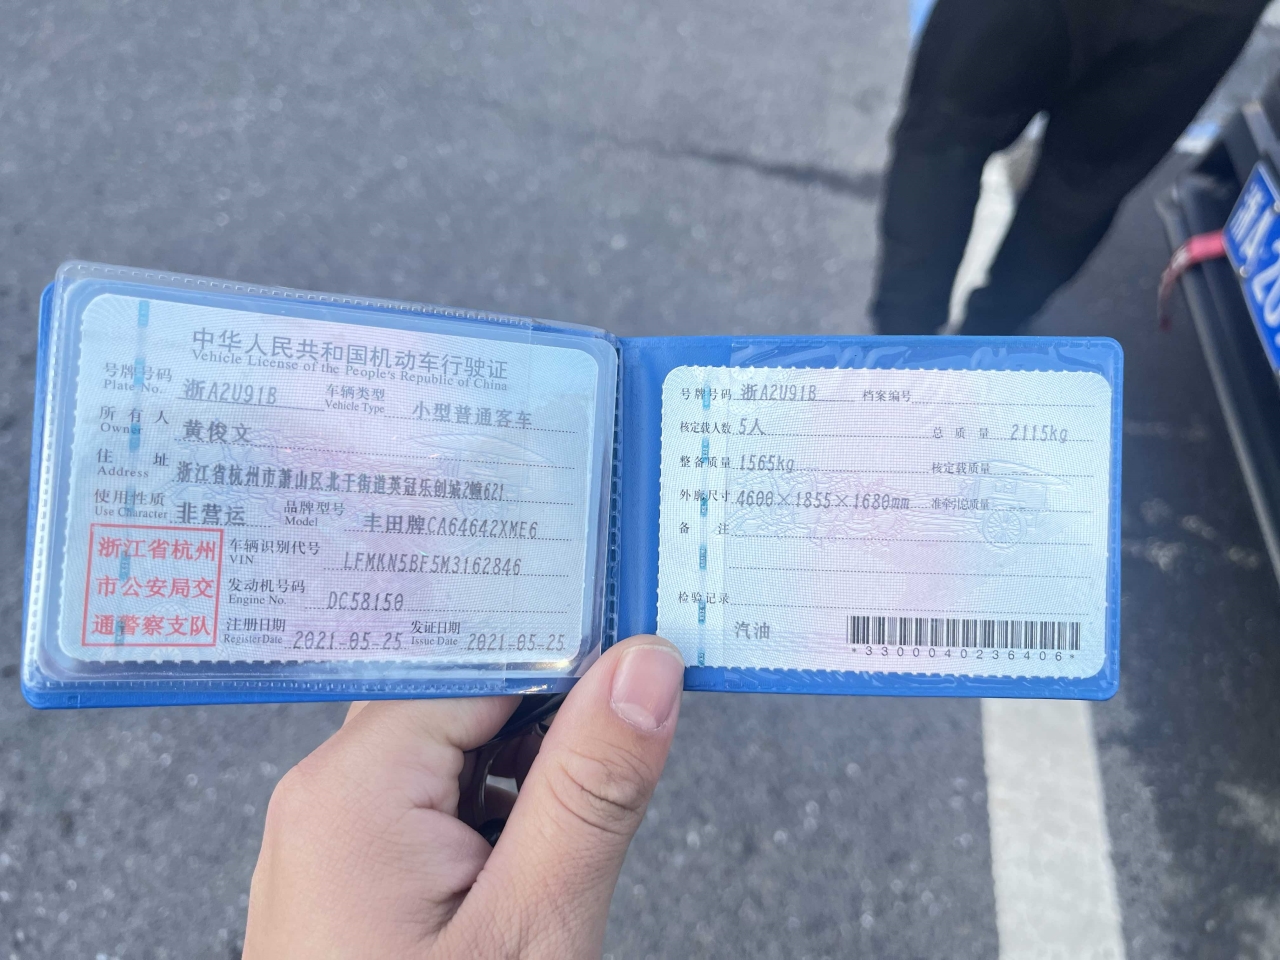 中华人民共和国机动车行驶证
Vehicle License of the People's Republic of China
号牌号码 浙A2U91B 车辆类型 小型普通客车
Plate No. Vehicle Type
所有人 黄俊文
Owner
住址 浙江省杭州市萧山区北干街道英冠乐创城2幢621
Address
使用性质 非营运 品牌型号 丰田牌CA64642XME6
Use Character Model
浙江省杭州
市公安局交
通警察支队
车辆识别代号 LFMKN5BF5M3162846
VIN
发动机号码 DC58150
Engine No.
注册日期 2021-05-25 发证日期 2021-05-25
Register Date Issue Date
号牌号码 浙A2U91B 档案编号
核定载人数 5人 总质量 2115kg
整备质量 1565kg 核定载质量
外廓尺寸 4600×1855×1680mm 准牵引总质量
备注
检验记录
汽油
*3300040236406*
浙A